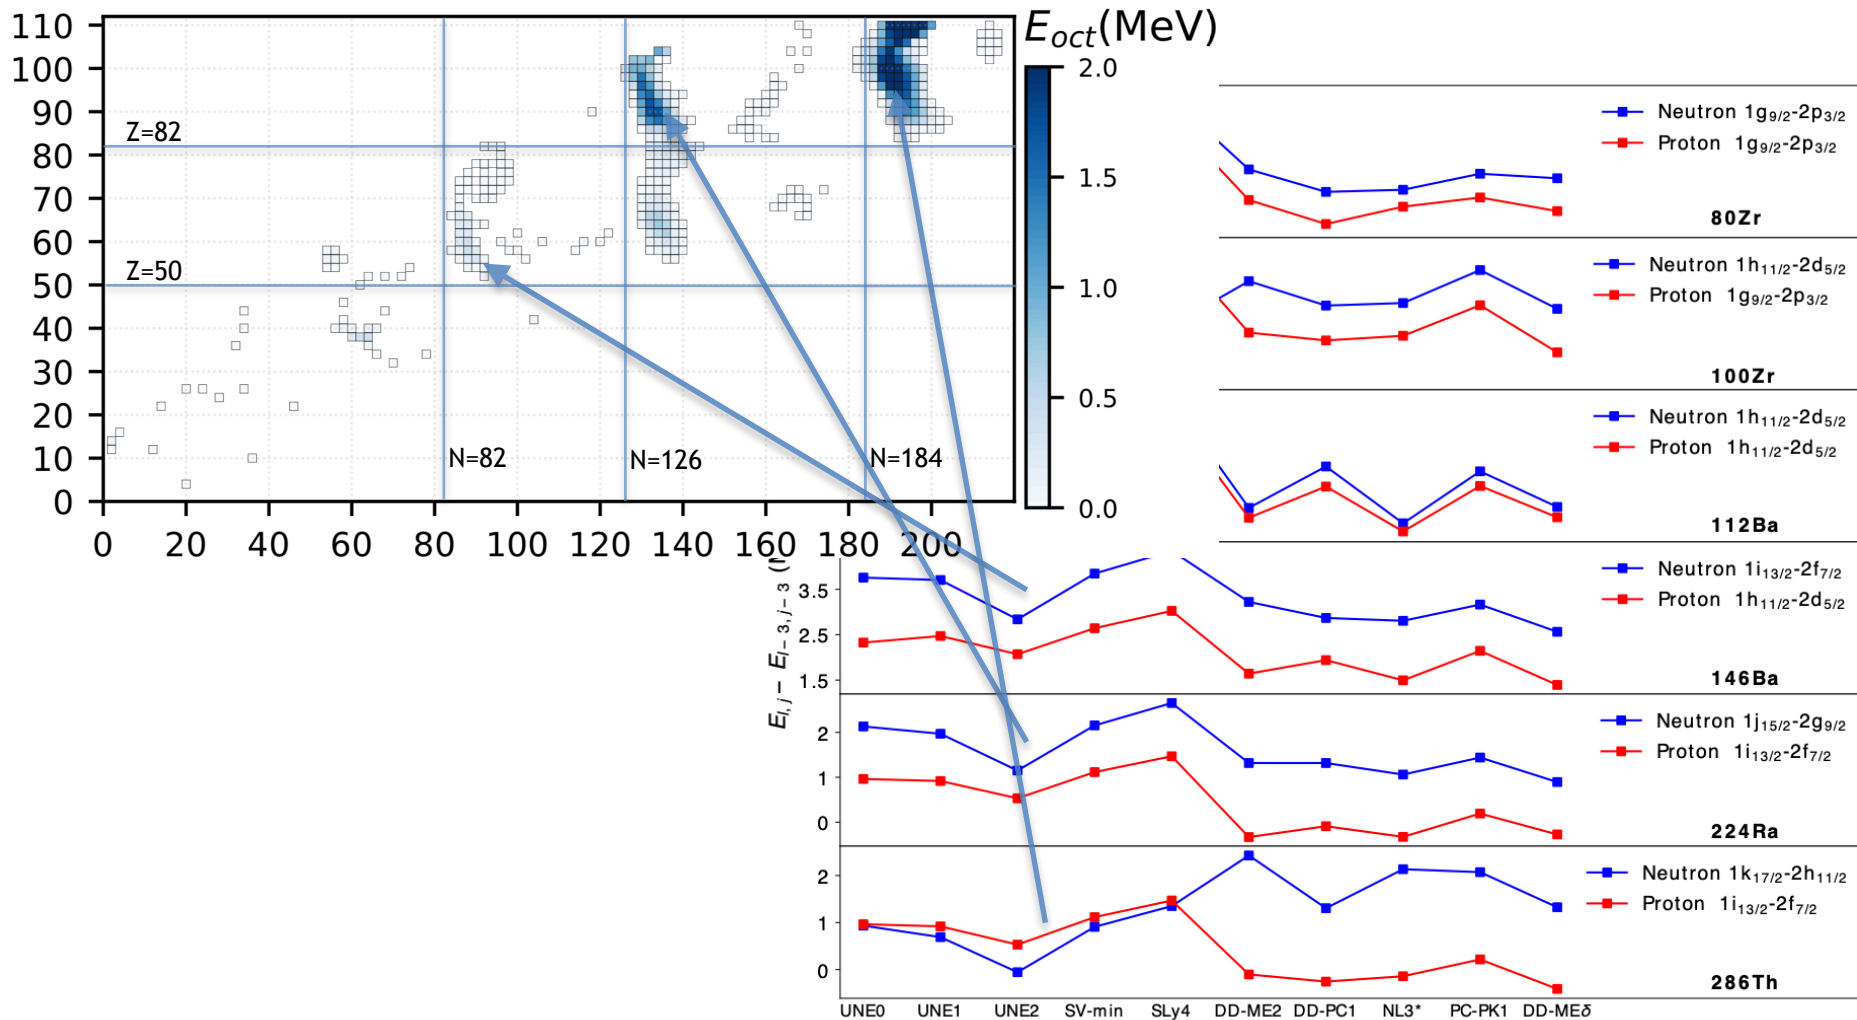 E_oct(MeV)
110
100
90
80
70
60
50
40
30
20
10
0
Z=82
Z=50
N=82
N=126
N=184
0 20 40 60 80 100 120 140 160 180 200
2.0
1.5
1.0
0.5
0.0
Neutron 1g9/2-2p3/2
Proton 1g9/2-2p3/2
80Zr
Neutron 1h11/2-2d5/2
Proton 1g9/2-2p3/2
100Zr
Neutron 1h11/2-2d5/2
Proton 1h11/2-2d5/2
112Ba
E_l,j − E_l−3,j−3
3.5
2.5
1.5
Neutron 1i13/2-2f7/2
Proton 1h11/2-2d5/2
146Ba
2
1
0
Neutron 1j15/2-2g9/2
Proton 1i13/2-2f7/2
224Ra
2
1
0
Neutron 1k17/2-2h11/2
Proton 1i13/2-2f7/2
286Th
UNE0 UNE1 UNE2 SV-min SLy4 DD-ME2 DD-PC1 NL3* PC-PK1 DD-MEδ